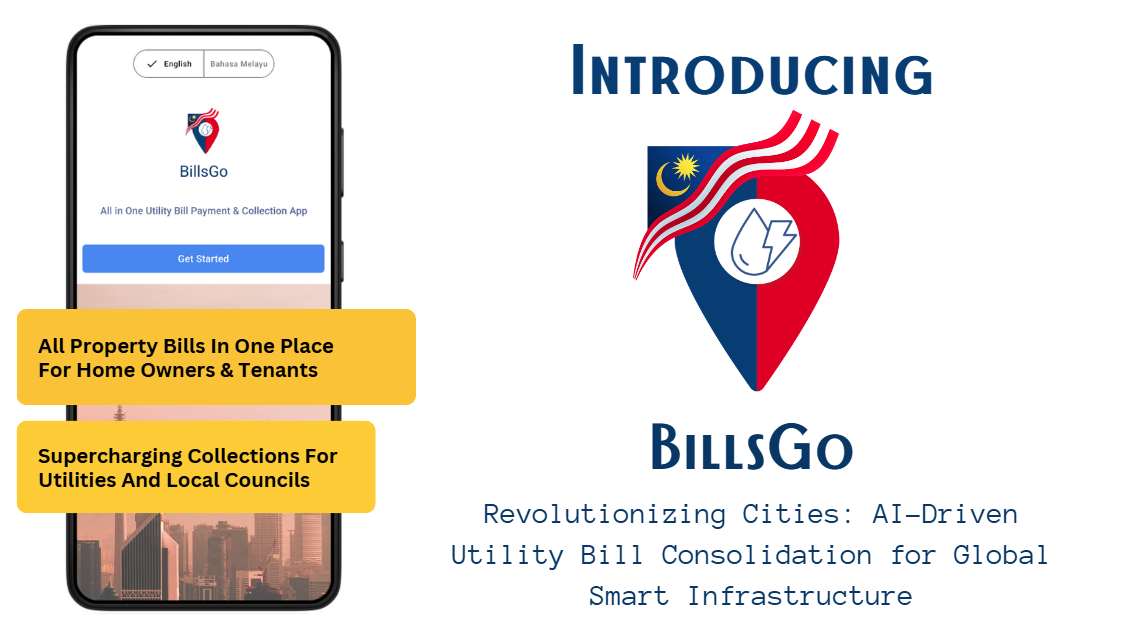 English
Bahasa Melayu
BillsGo
All in One Utility Bill Payment & Collection App
Get Started
All Property Bills In One Place
For Home Owners & Tenants
Supercharging Collections For
Utilities And Local Councils
Introducing
BillsGo
Revolutionizing Cities: AI-Driven
Utility Bill Consolidation for Global
Smart Infrastructure